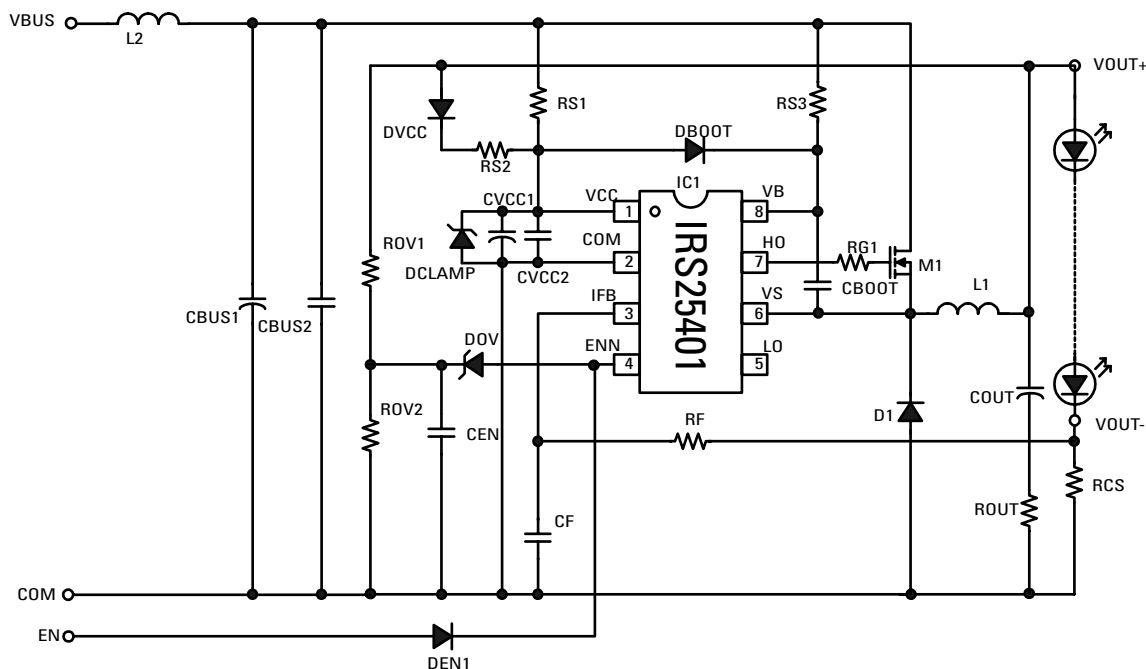 VBUS
L2
VOUT+
RS1
RS3
DVCC
DBOOT
RS2
IC1
CVCC1
VCC
VB
1
8
ROV1
COM
HO
RG1
2
7
M1
DCLAMP
CVCC2
CBOOT
L1
IRS25401
IFB
VS
3
6
CBUS1
CBUS2
DOV
ENN
LO
4
5
COUT
ROV2
CEN
RF
D1
VOUT-
RCS
ROUT
CF
COM
EN
DEN1